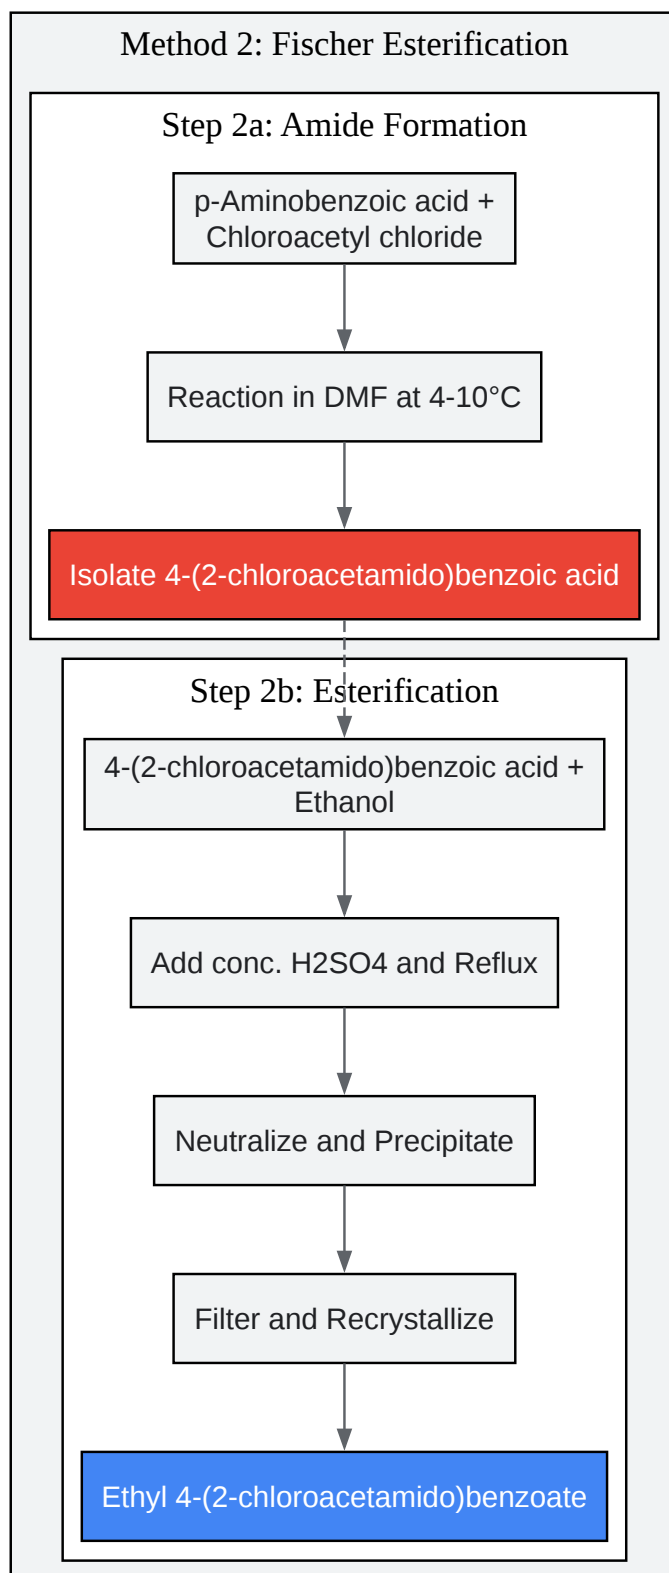 Method 2: Fischer Esterification
Step 2a: Amide Formation
p-Aminobenzoic acid +
Chloroacetyl chloride
Reaction in DMF at 4-10°C
Isolate 4-(2-chloroacetamido)benzoic acid
Step 2b: Esterification
4-(2-chloroacetamido)benzoic acid +
Ethanol
Add conc. H2SO4 and Reflux
Neutralize and Precipitate
Filter and Recrystallize
Ethyl 4-(2-chloroacetamido)benzoate